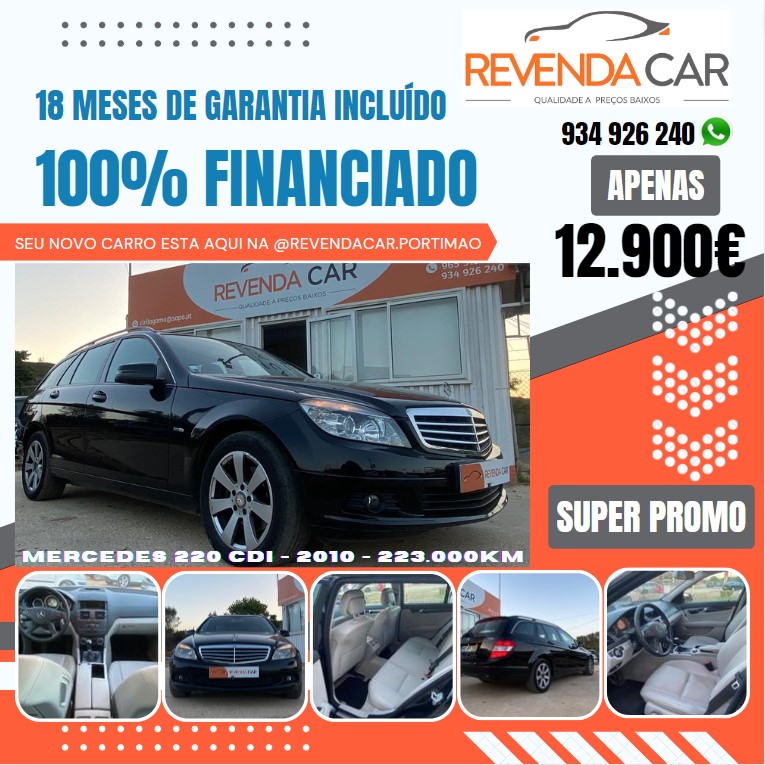 REVENDA CAR
QUALIDADE A PREÇOS BAIXOS
18 MESES DE GARANTIA INCLUÍDO
934 926 240
100% FINANCIADO
APENAS
SEU NOVO CARRO ESTA AQUI NA @REVENDACAR.PORTIMAO
12.900€
REVENDA CAR
QUALIDADE A PREÇOS BAIXOS
934 926 240
REVENDA CAR
SUPER PROMO
MERCEDES 220 CDI - 2010 - 223.000KM
REVENDA CAR